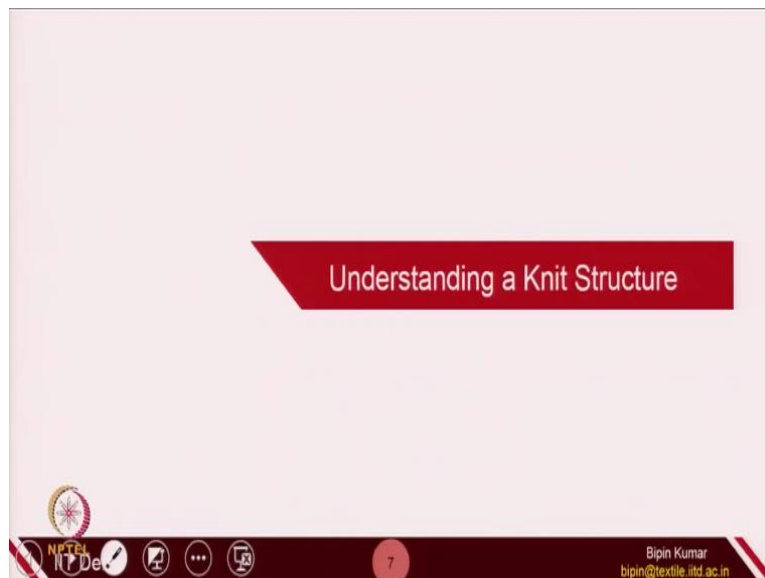 Understanding a Knit Structure
NPTEL
7
Bipin Kumar
bipin@textile.iitd.ac.in